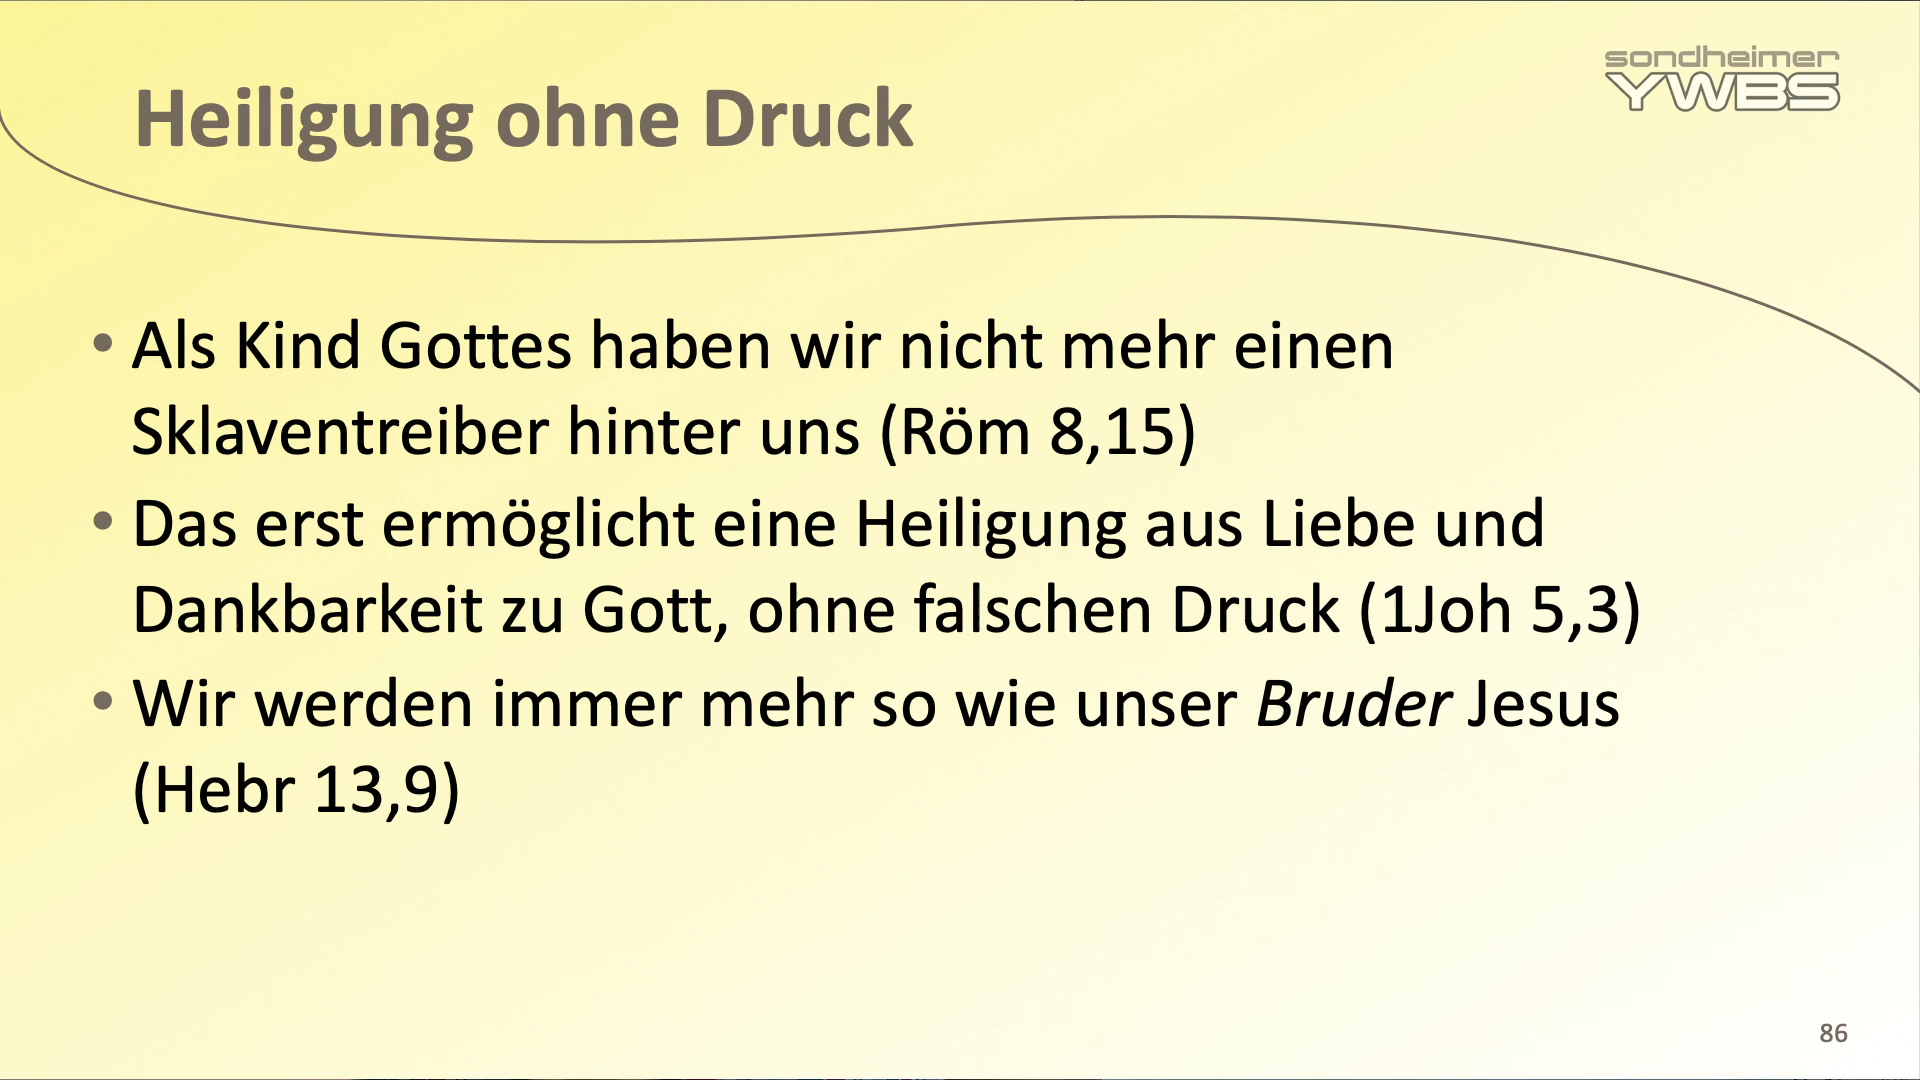 sondheimer
YWBS
Heiligung ohne Druck
• Als Kind Gottes haben wir nicht mehr einen
Sklaventreiber hinter uns (Röm 8,15)
• Das erst ermöglicht eine Heiligung aus Liebe und
Dankbarkeit zu Gott, ohne falschen Druck (1Joh 5,3)
• Wir werden immer mehr so wie unser Bruder Jesus
(Hebr 13,9)
86